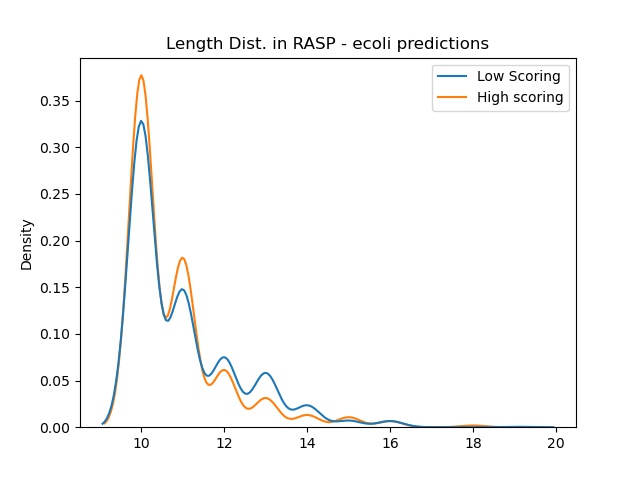 Length Dist. in RASP - ecoli predictions
Low Scoring
High scoring
Density
0.35
0.30
0.25
0.20
0.15
0.10
0.05
0.00
10 12 14 16 18 20